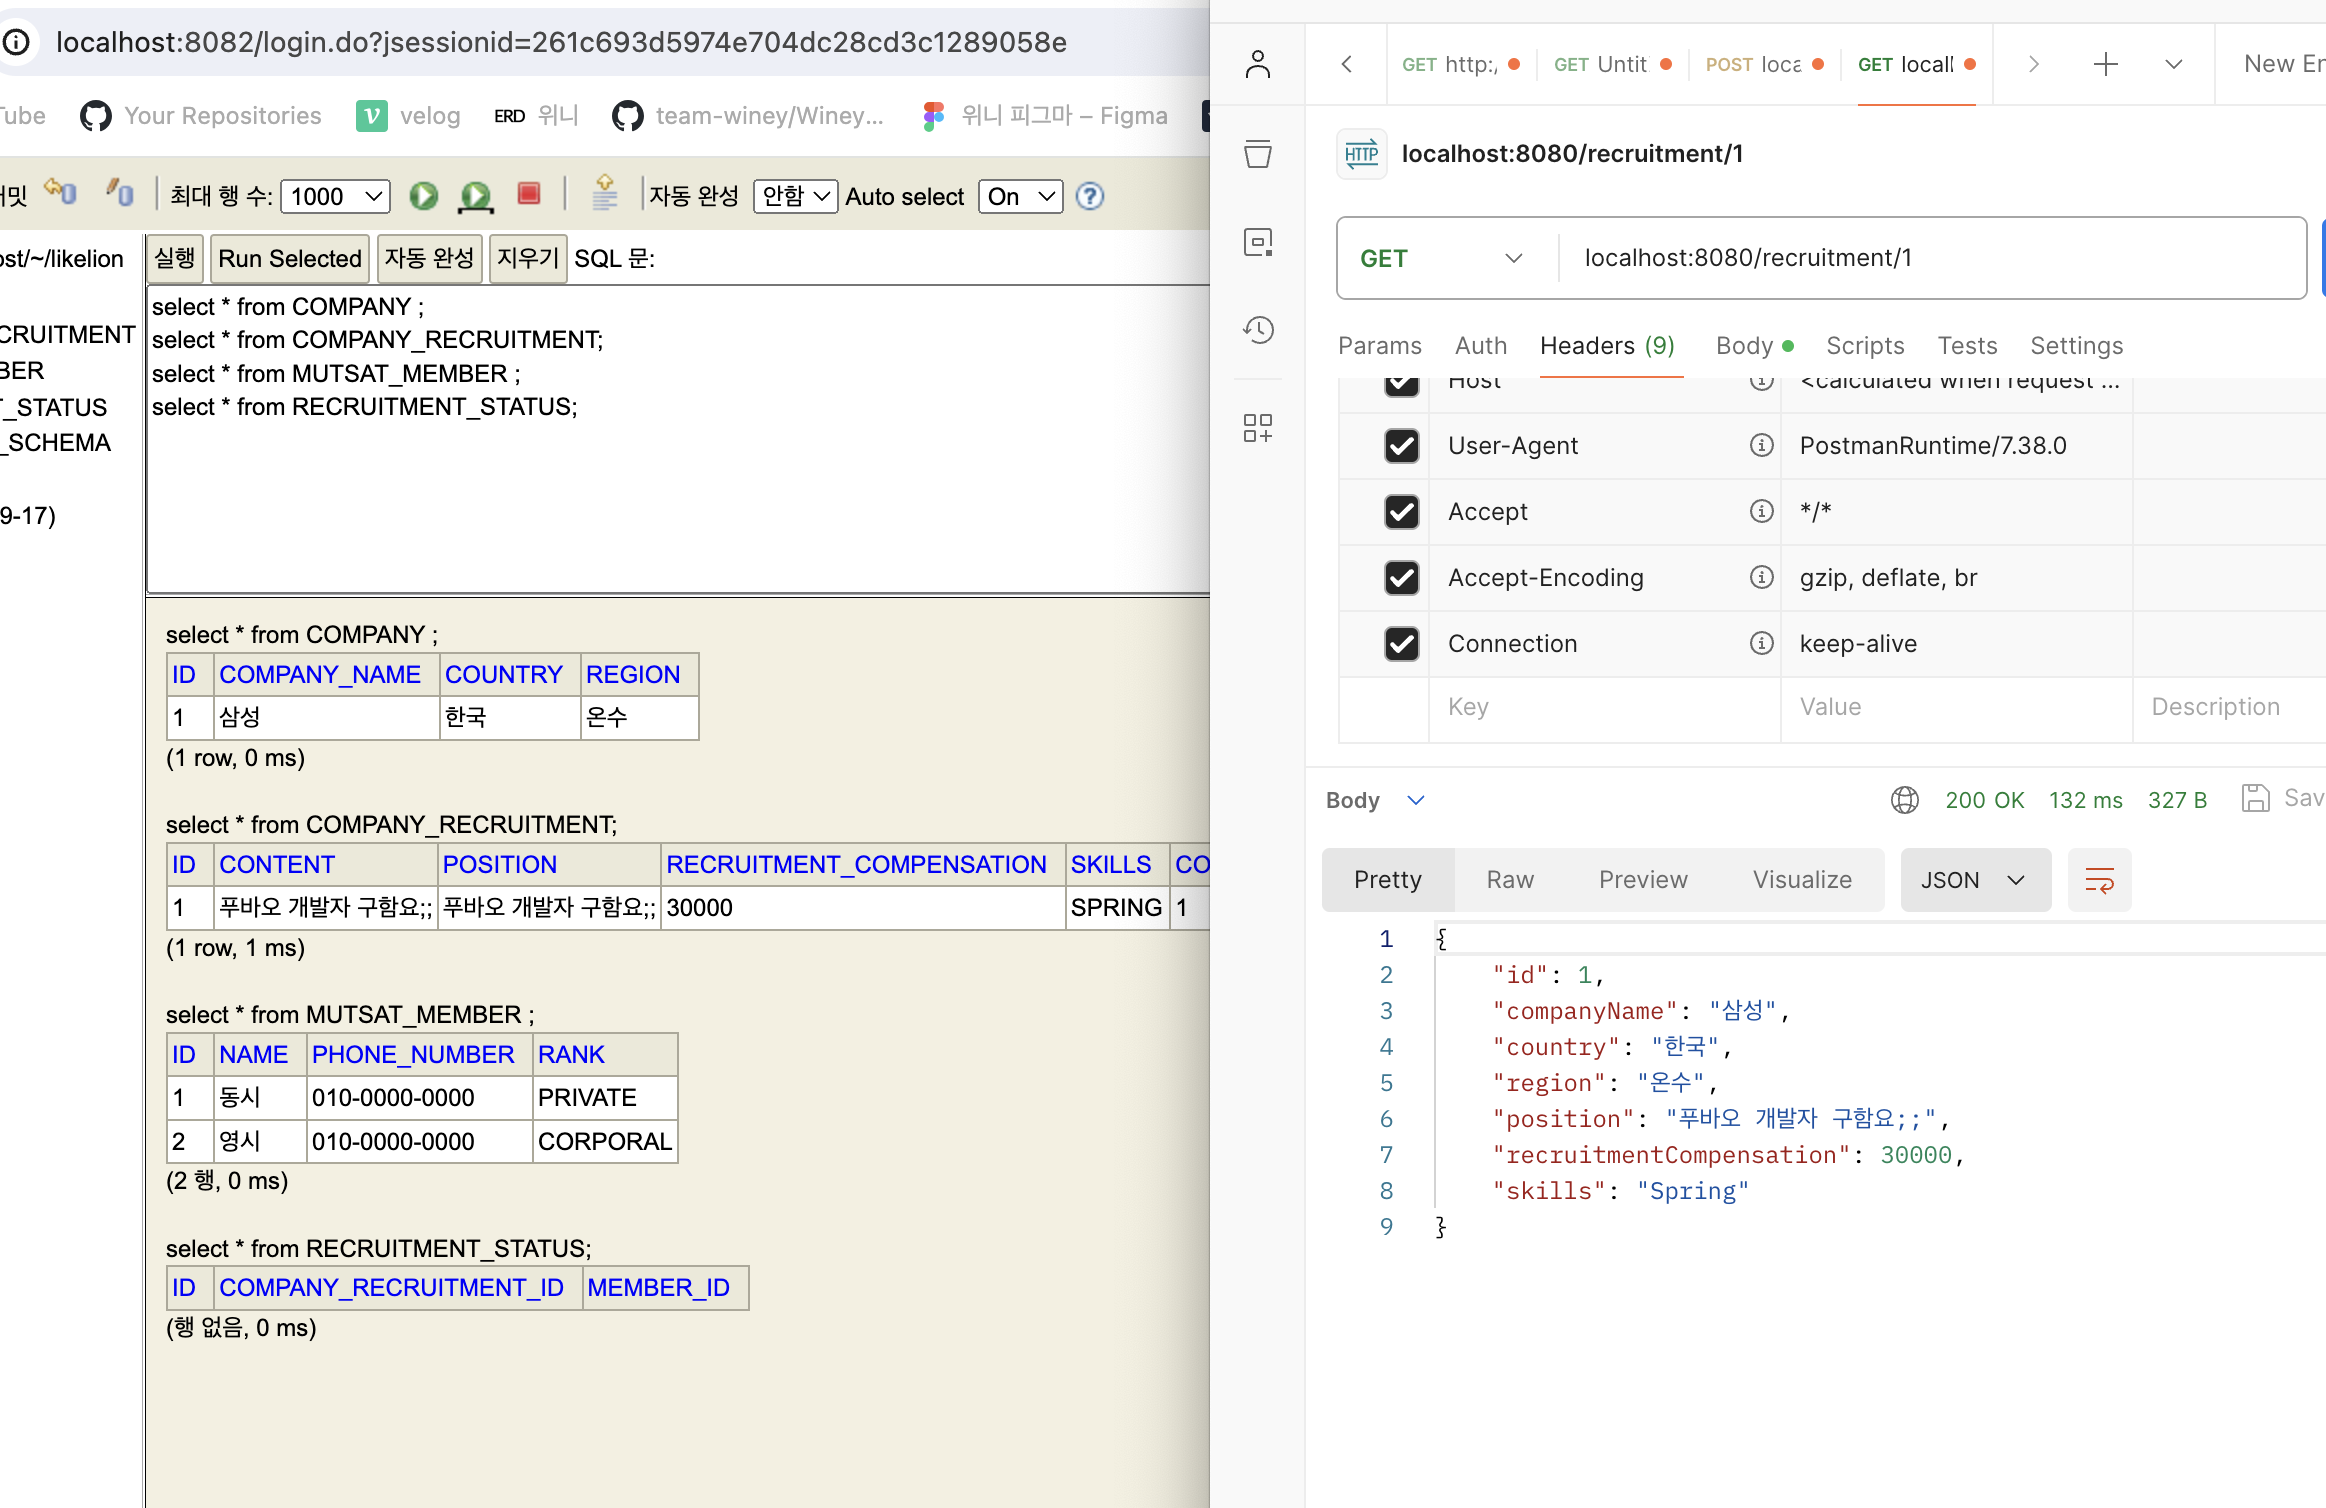 localhost:8082/login.do?jsessionid=261c693d5974e704dc28cd3c1289058e
Tube Your Repositories velog ERD 위니 team-winey/Winey... 위니 피그마 – Figma
최대 행 수: 1000 자동 완성 안함 Auto select On
ost/~/likelion
CRUITMENT
BER
T_STATUS
_SCHEMA
9-17)
실행 Run Selected 자동 완성 지우기 SQL 문:
select * from COMPANY ;
select * from COMPANY_RECRUITMENT;
select * from MUTSAT_MEMBER ;
select * from RECRUITMENT_STATUS;
select * from COMPANY ;
ID COMPANY_NAME COUNTRY REGION
1 삼성 한국 온수
(1 row, 0 ms)
select * from COMPANY_RECRUITMENT;
ID CONTENT POSITION RECRUITMENT_COMPENSATION SKILLS CO
1 푸바오 개발자 구함요;; 푸바오 개발자 구함요;; 30000 SPRING 1
(1 row, 1 ms)
select * from MUTSAT_MEMBER ;
ID NAME PHONE_NUMBER RANK
1 동시 010-0000-0000 PRIVATE
2 영시 010-0000-0000 CORPORAL
(2 행, 0 ms)
select * from RECRUITMENT_STATUS;
ID COMPANY_RECRUITMENT_ID MEMBER_ID
(행 없음, 0 ms)
GET http:/ GET Untit POST loca GET locall New En
HTTP localhost:8080/recruitment/1
GET localhost:8080/recruitment/1
Params Auth Headers (9) Body Scripts Tests Settings
Host <calculated when request ...
User-Agent PostmanRuntime/7.38.0
Accept */*
Accept-Encoding gzip, deflate, br
Connection keep-alive
Key Value Description
Body 200 OK 132 ms 327 B Sav
Pretty Raw Preview Visualize JSON
1 {
2 "id": 1,
3 "companyName": "삼성",
4 "country": "한국",
5 "region": "온수",
6 "position": "푸바오 개발자 구함요;;",
7 "recruitmentCompensation": 30000,
8 "skills": "Spring"
9 }